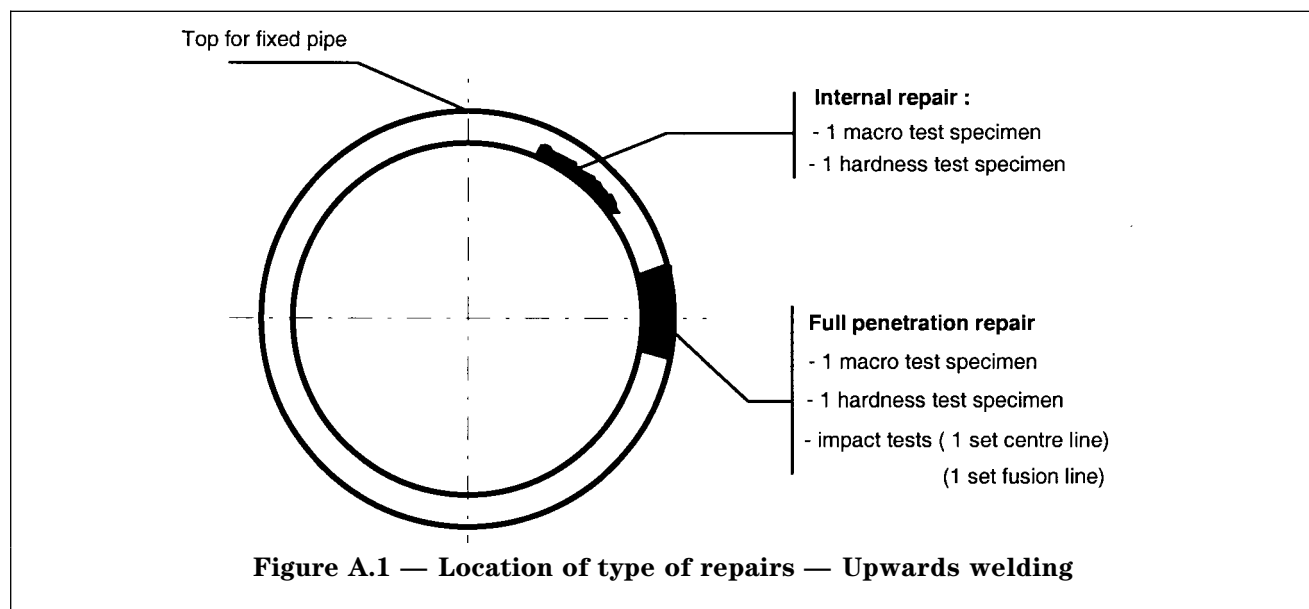 Top for fixed pipe
Internal repair :
- 1 macro test specimen
- 1 hardness test specimen
Full penetration repair
- 1 macro test specimen
- 1 hardness test specimen
- impact tests ( 1 set centre line)
(1 set fusion line)
Figure A.1 — Location of type of repairs — Upwards welding